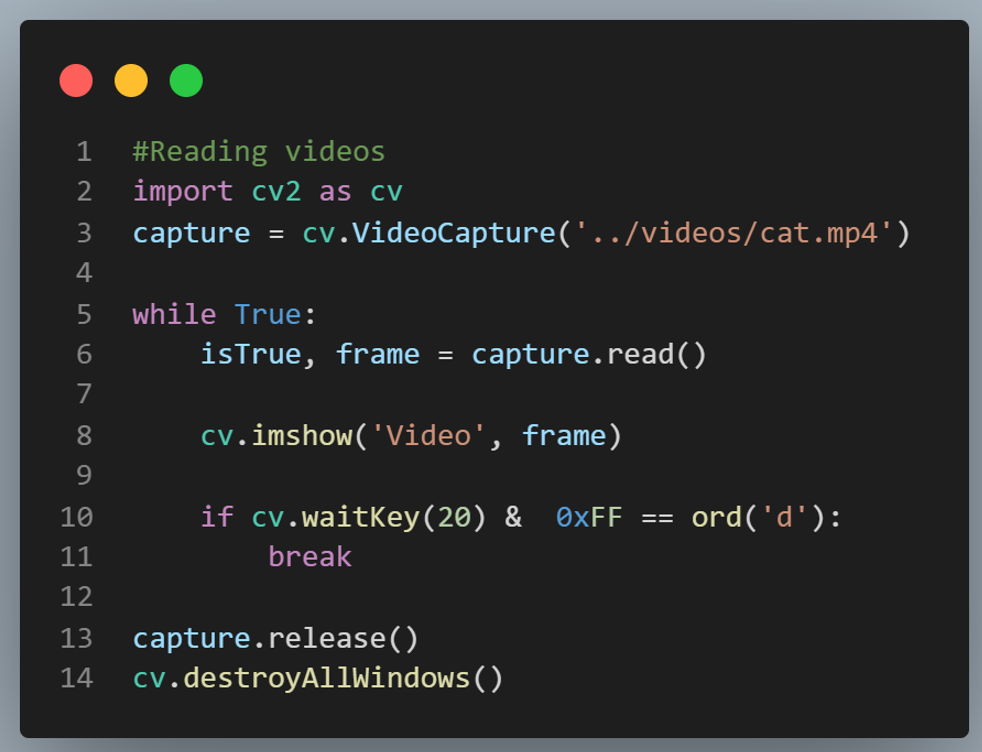 1 #Reading videos
2 import cv2 as cv
3 capture = cv.VideoCapture('../videos/cat.mp4')
4
5 while True:
6     isTrue, frame = capture.read()
7
8     cv.imshow('Video', frame)
9
10     if cv.waitKey(20) &  0xFF == ord('d'):
11         break
12
13 capture.release()
14 cv.destroyAllWindows()